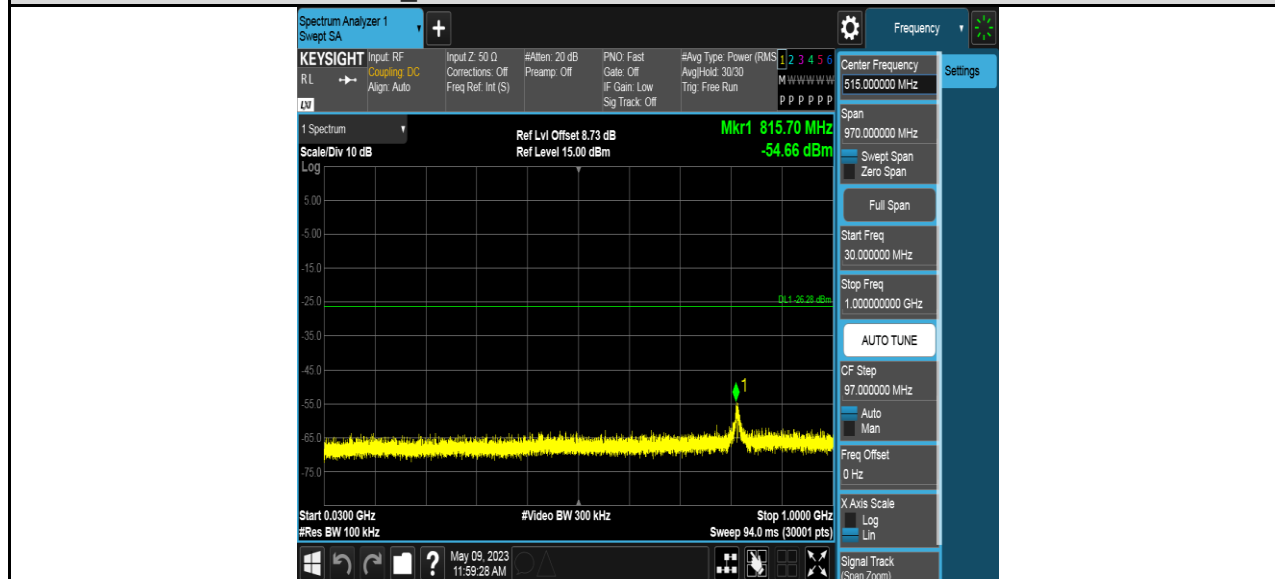 Spectrum Analyzer 1
Swept SA
+
Frequency
KEYSIGHT
RL
LXI
Input: RF
Coupling: DC
Align: Auto
Input Z: 50 Ω
Corrections: Off
Freq Ref: Int (S)
#Atten: 20 dB
Preamp: Off
PNO: Fast
Gate: Off
IF Gain: Low
Sig Track: Off
#Avg Type: Power (RMS
Avg|Hold: 30/30
Trig: Free Run
1 2 3 4 5 6
M W W W W W
P P P P P P
1 Spectrum
Scale/Div 10 dB
Log
Ref Lvl Offset 8.73 dB
Ref Level 15.00 dBm
Mkr1 815.70 MHz
-54.66 dBm
5.00
-5.00
-15.0
-25.0
-35.0
-45.0
-55.0
-65.0
-75.0
DL1 -26.28 dBm
1
Start 0.0300 GHz
#Res BW 100 kHz
#Video BW 300 kHz
Stop 1.0000 GHz
Sweep 94.0 ms (30001 pts)
?
May 09, 2023
11:59:28 AM
Center Frequency
515.000000 MHz
Span
970.000000 MHz
Swept Span
Zero Span
Full Span
Start Freq
30.000000 MHz
Stop Freq
1.000000000 GHz
AUTO TUNE
CF Step
97.000000 MHz
Auto
Man
Freq Offset
0 Hz
X Axis Scale
Log
Lin
Signal Track
(Span Zoom)
Settings